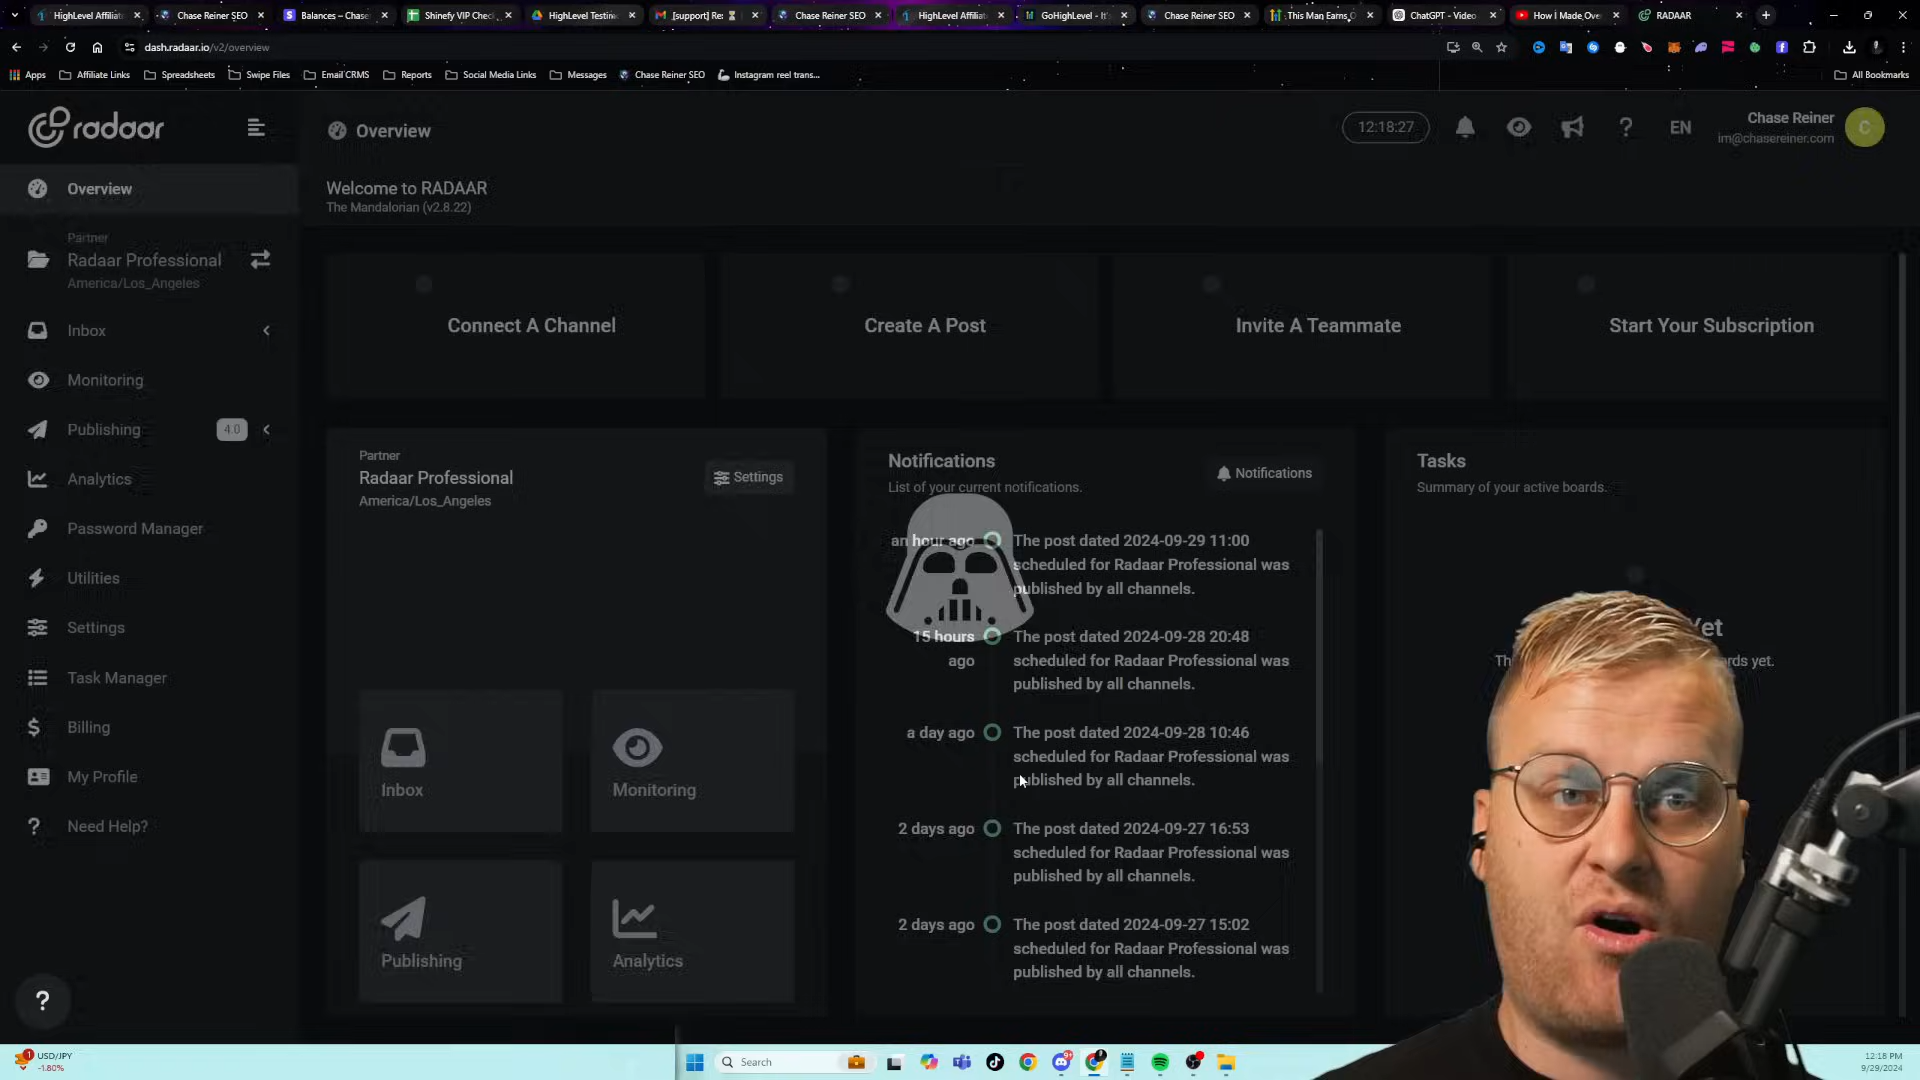 HighLevel Affiliat
Chase Reiner SEO
Balances – Chase
Shinefy VIP Chec
HighLevel Testin
[support] Re:
Chase Reiner SEO
HighLevel Affiliat
GoHighLevel - It's
Chase Reiner SEO
This Man Earns
ChatGPT - Video
How I Made Ove
RADAAR
dash.radaar.io/v2/overview
Apps
Affiliate Links
Spreadsheets
Swipe Files
Email CRMS
Reports
Social Media Links
Messages
Chase Reiner SEO
Instagram reel trans...
All Bookmarks
radaar
Overview
12:18:27
EN
Chase Reiner
im@chasereiner.com
C
Welcome to RADAAR
The Mandalorian (v2.8.22)
Overview
Partner
Radaar Professional
America/Los_Angeles
Inbox
Monitoring
Publishing
4.0
Analytics
Password Manager
Utilities
Settings
Task Manager
Billing
My Profile
Need Help?
Connect A Channel
Create A Post
Invite A Teammate
Start Your Subscription
Partner
Radaar Professional
America/Los_Angeles
Settings
Inbox
Monitoring
Publishing
Analytics
Notifications
List of your current notifications.
Notifications
an hour ago
The post dated 2024-09-29 11:00
scheduled for Radaar Professional was
published by all channels.
15 hours
ago
The post dated 2024-09-28 20:48
scheduled for Radaar Professional was
published by all channels.
a day ago
The post dated 2024-09-28 10:46
scheduled for Radaar Professional was
published by all channels.
2 days ago
The post dated 2024-09-27 16:53
scheduled for Radaar Professional was
published by all channels.
2 days ago
The post dated 2024-09-27 15:02
scheduled for Radaar Professional was
published by all channels.
Tasks
Summary of your active boards.
Yet
yet.
USD/JPY
-1.80%
Search
9+
12:18 PM
9/29/2024